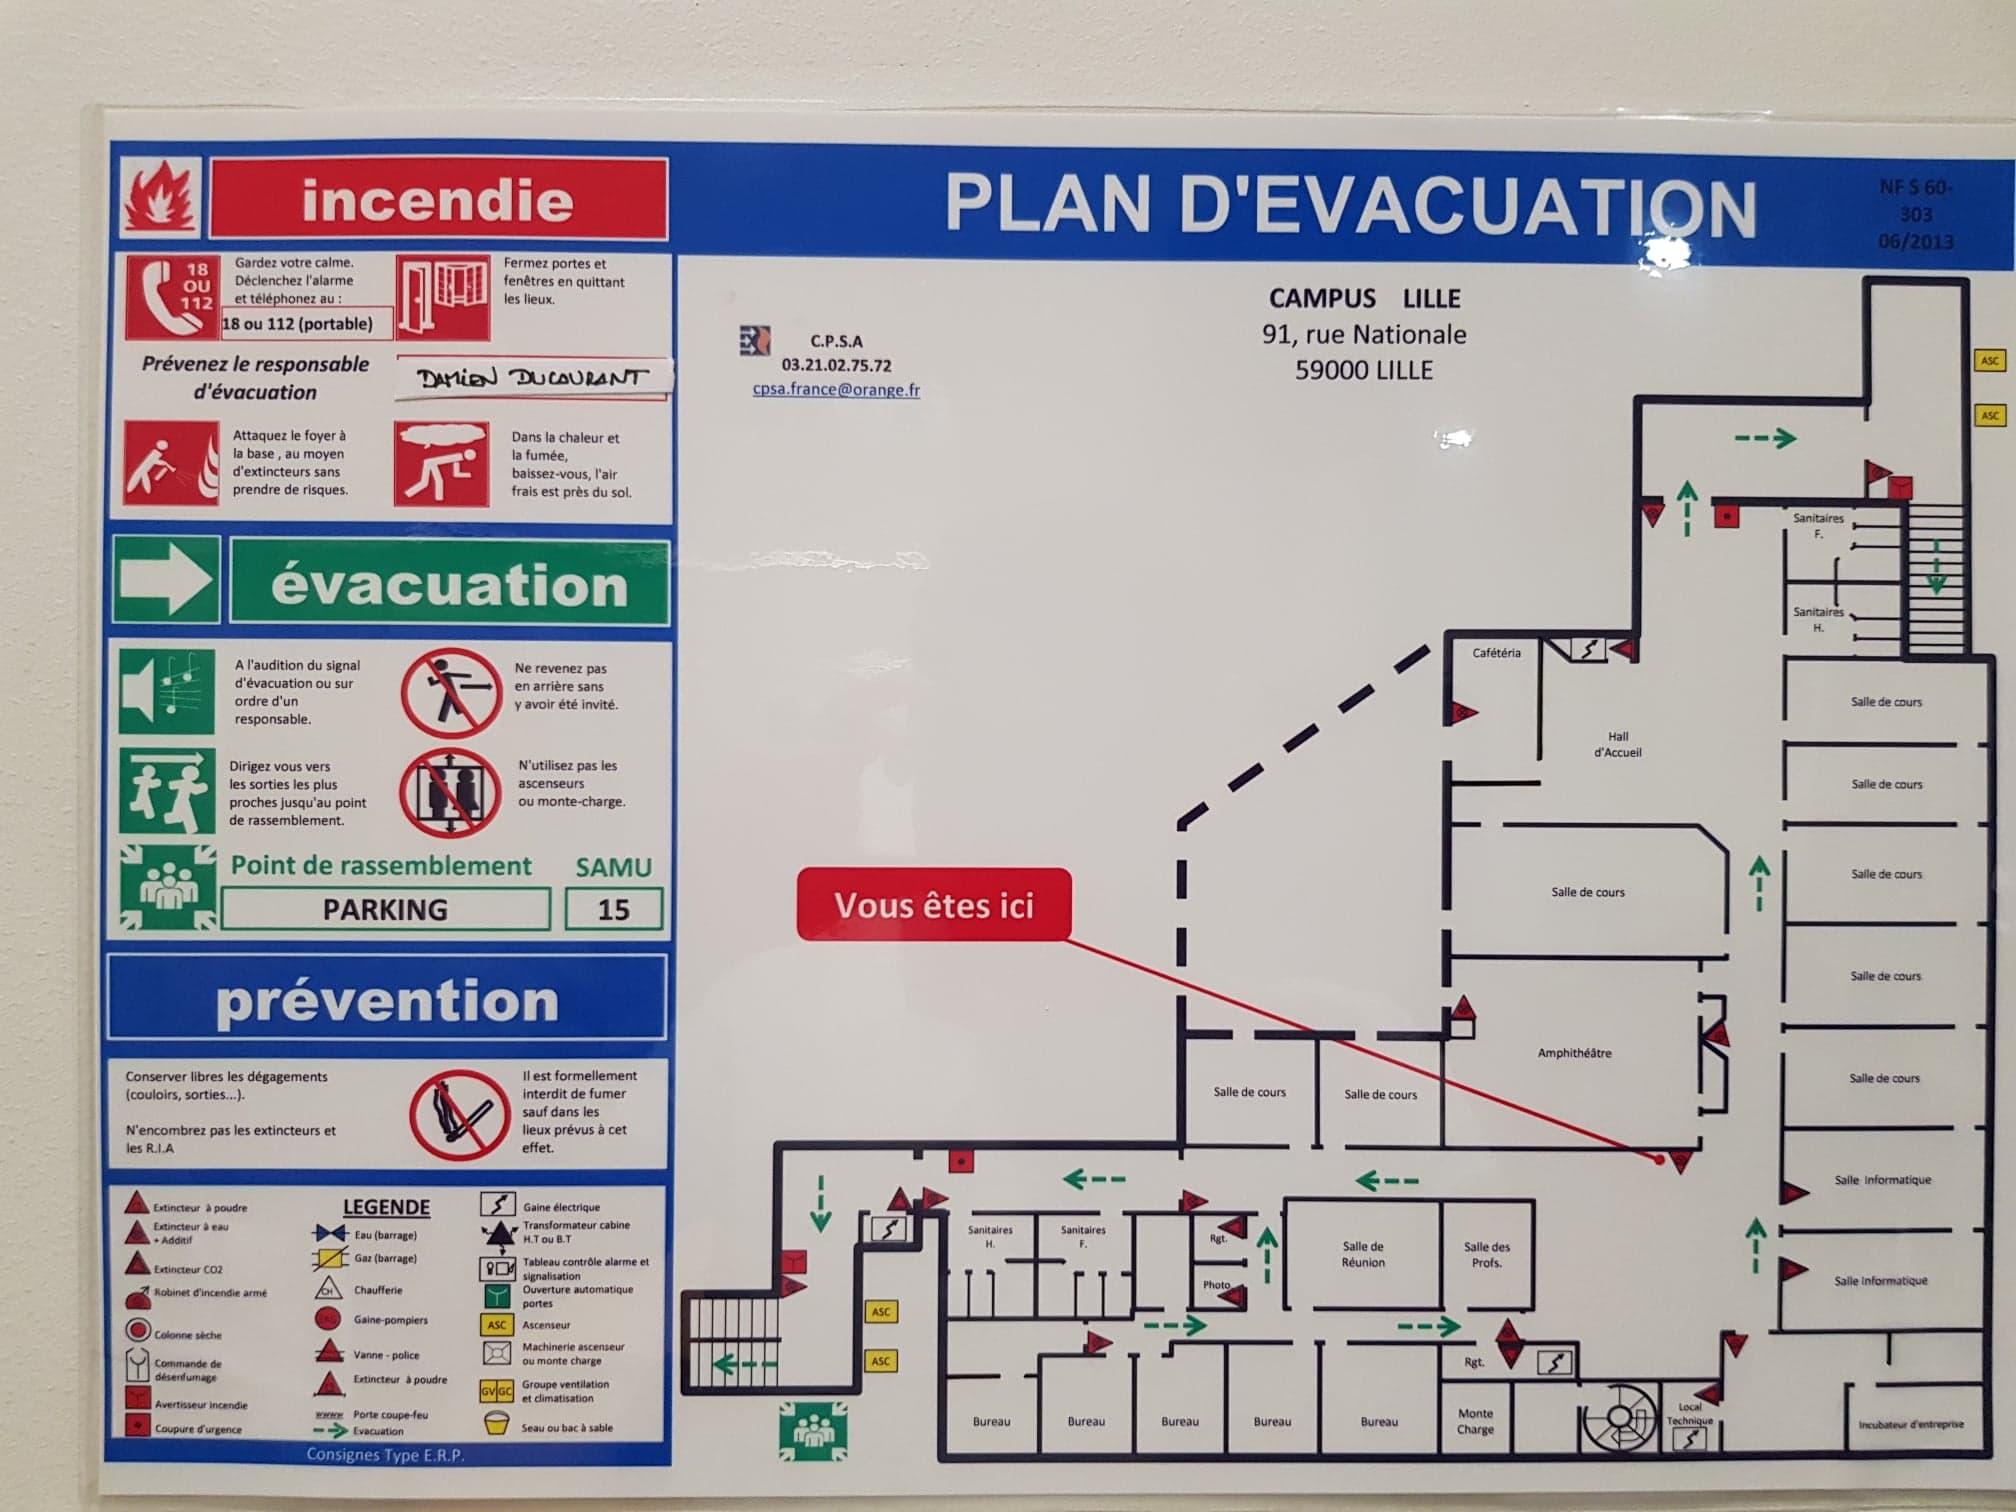 incendie
18
OU
112
Gardez votre calme.
Déclenchez l'alarme
et téléphonez au :
18 ou 112 (portable)
Fermez portes et
fenêtres en quittant
les lieux.
Prévenez le responsable
d'évacuation
DAMIEN DUCOURANT
Attaquez le foyer à
la base , au moyen
d'extincteurs sans
prendre de risques.
Dans la chaleur et
la fumée,
baissez-vous, l'air
frais est près du sol.
évacuation
A l'audition du signal
d'évacuation ou sur
ordre d'un
responsable.
Ne revenez pas
en arrière sans
y avoir été invité.
Dirigez vous vers
les sorties les plus
proches jusqu'au point
de rassemblement.
N'utilisez pas les
ascenseurs
ou monte-charge.
Point de rassemblement
PARKING
SAMU
15
prévention
Conserver libres les dégagements
(couloirs, sorties...).
N'encombrez pas les extincteurs et
les R.I.A
Il est formellement
interdit de fumer
sauf dans les
lieux prévus à cet
effet.
LEGENDE
Extincteur à poudre
Extincteur à eau
+ Additif
Extincteur CO2
Robinet d'incendie armé
Colonne sèche
Commande de
désenfumage
Avertisseur incendie
Coupure d'urgence
Eau (barrage)
Gaz (barrage)
CH
Chaufferie
Gaine-pompiers
Vanne - police
Extincteur à poudre
Porte coupe-feu
Evacuation
Gaine électrique
Transformateur cabine
H.T ou B.T
Tableau contrôle alarme et
signalisation
Ouverture automatique
portes
ASC
Ascenseur
Machinerie ascenseur
ou monte charge
GV GC
Groupe ventilation
et climatisation
Seau ou bac à sable
Consignes Type E.R.P.
PLAN D'EVACUATION
NF S 60-
303
06/2013
C.P.S.A
03.21.02.75.72
cpsa.france@orange.fr
CAMPUS LILLE
91, rue Nationale
59000 LILLE
ASC
ASC
Sanitaires
F.
Sanitaires
H.
Cafétéria
Hall
d'Accueil
Salle de cours
Salle de cours
Salle de cours
Salle de cours
Salle de cours
Salle de cours
Vous êtes ici
Amphithéâtre
Salle de cours
Salle de cours
Salle Informatique
Salle Informatique
Sanitaires
H.
Sanitaires
F.
Rgt.
Photo
Salle de
Réunion
Salle des
Profs.
ASC
ASC
Rgt.
Bureau
Bureau
Bureau
Bureau
Bureau
Monte
Charge
Local
Technique
Incubateur d'entreprise